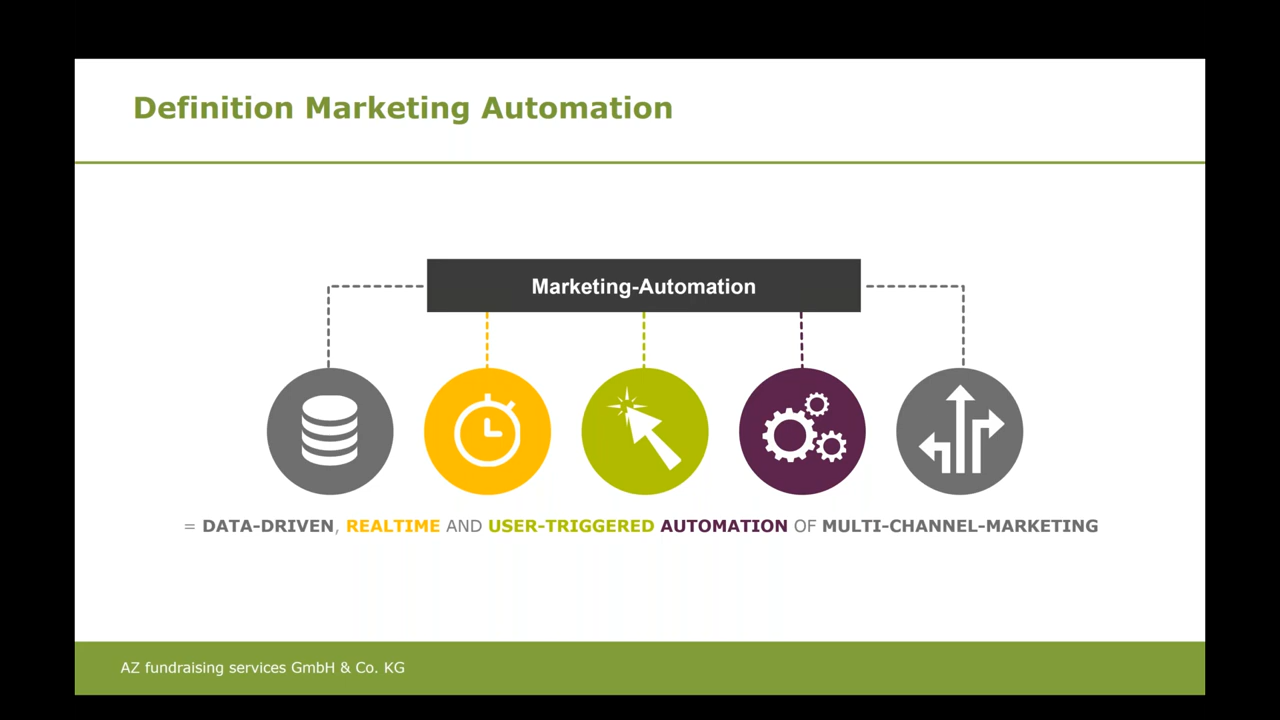 Definition Marketing Automation
Marketing-Automation
= DATA-DRIVEN, REALTIME AND USER-TRIGGERED AUTOMATION OF MULTI-CHANNEL-MARKETING
AZ fundraising services GmbH & Co. KG